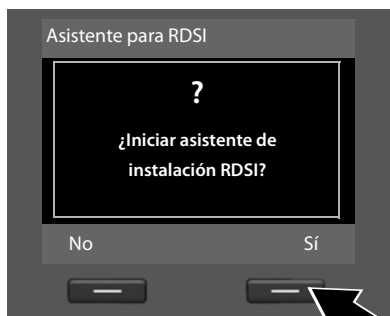 Asistente para RDSI
?
¿Iniciar asistente de
instalación RDSI?
No Sí